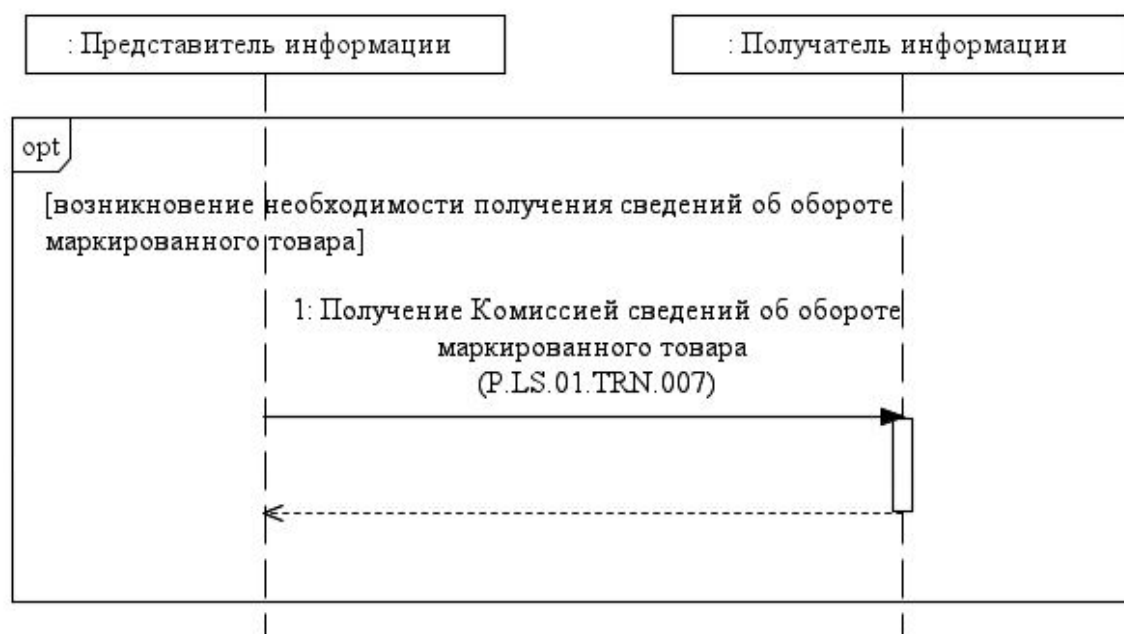 : Представитель информации
: Получатель информации
opt
[возникновение необходимости получения сведений об обороте
маркированного товара]
1: Получение Комиссией сведений об обороте
маркированного товара
(P.LS.01.TRN.007)